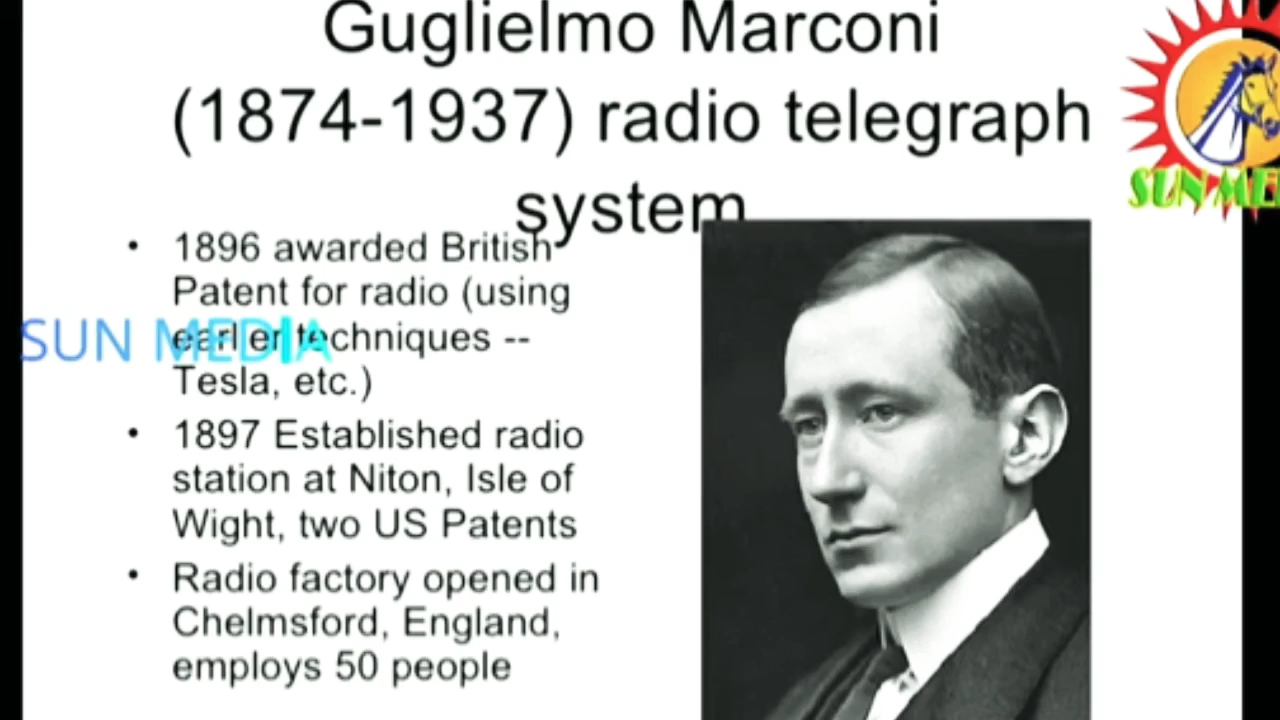 Guglielmo Marconi
(1874-1937) radio telegraph
system
• 1896 awarded British
Patent for radio (using
earlier techniques --
Tesla, etc.)
• 1897 Established radio
station at Niton, Isle of
Wight, two US Patents
• Radio factory opened in
Chelmsford, England,
employs 50 people
SUN MEDIA
SUN ME